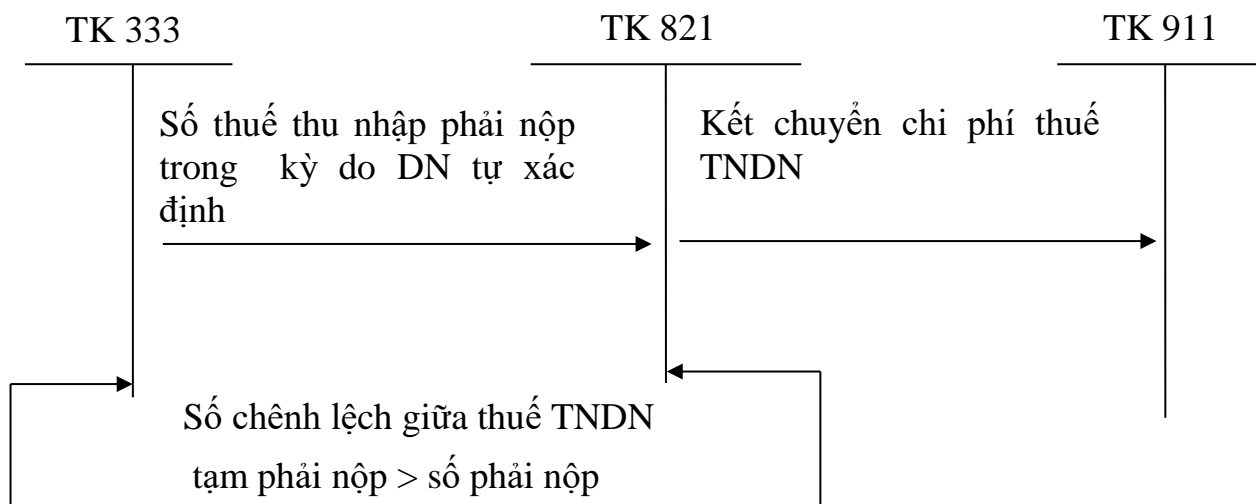 TK 333
TK 821
TK 911
Số thuế thu nhập phải nộp
trong kỳ do DN tự xác
định
Kết chuyển chi phí thuế
TNDN
Số chênh lệch giữa thuế TNDN
tạm phải nộp > số phải nộp